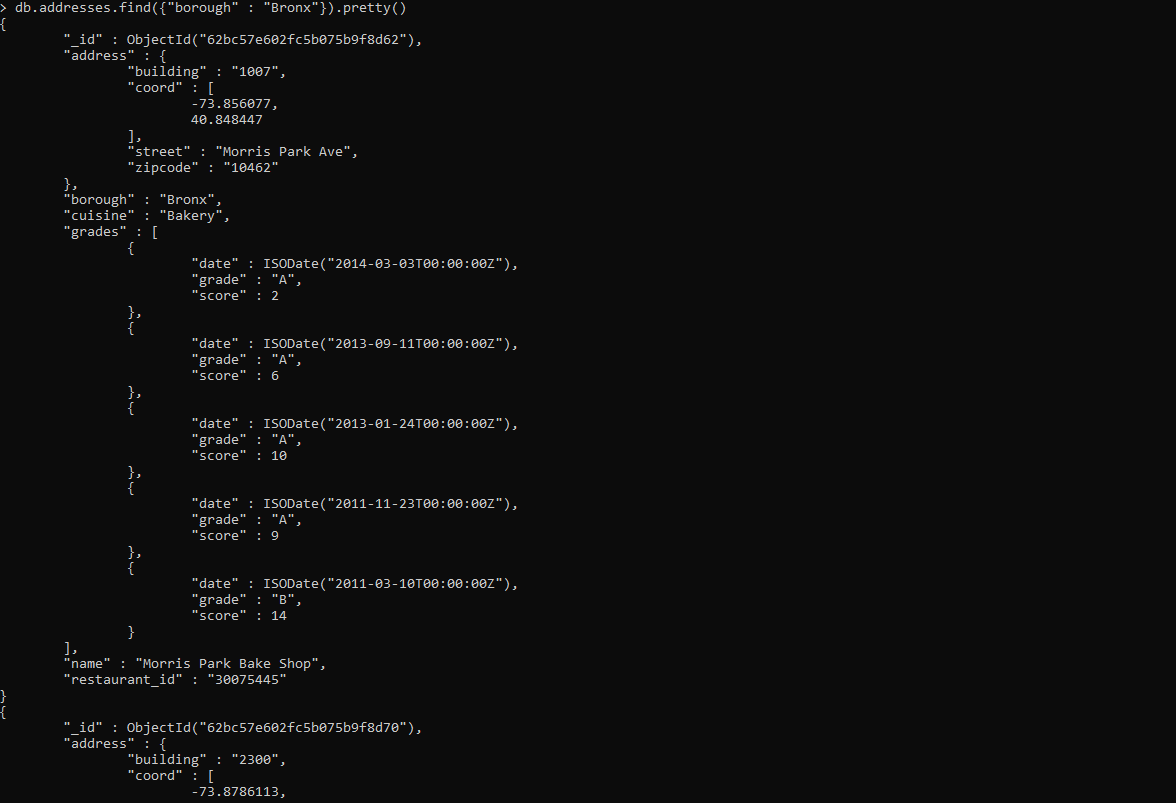 > db.addresses.find({"borough" : "Bronx"}).pretty()
{
        "_id" : ObjectId("62bc57e602fc5b075b9f8d62"),
        "address" : {
                "building" : "1007",
                "coord" : [
                        -73.856077,
                        40.848447
                ],
                "street" : "Morris Park Ave",
                "zipcode" : "10462"
        },
        "borough" : "Bronx",
        "cuisine" : "Bakery",
        "grades" : [
                {
                        "date" : ISODate("2014-03-03T00:00:00Z"),
                        "grade" : "A",
                        "score" : 2
                },
                {
                        "date" : ISODate("2013-09-11T00:00:00Z"),
                        "grade" : "A",
                        "score" : 6
                },
                {
                        "date" : ISODate("2013-01-24T00:00:00Z"),
                        "grade" : "A",
                        "score" : 10
                },
                {
                        "date" : ISODate("2011-11-23T00:00:00Z"),
                        "grade" : "A",
                        "score" : 9
                },
                {
                        "date" : ISODate("2011-03-10T00:00:00Z"),
                        "grade" : "B",
                        "score" : 14
                }
        ],
        "name" : "Morris Park Bake Shop",
        "restaurant_id" : "30075445"
}
{
        "_id" : ObjectId("62bc57e602fc5b075b9f8d70"),
        "address" : {
                "building" : "2300",
                "coord" : [
                        -73.8786113,